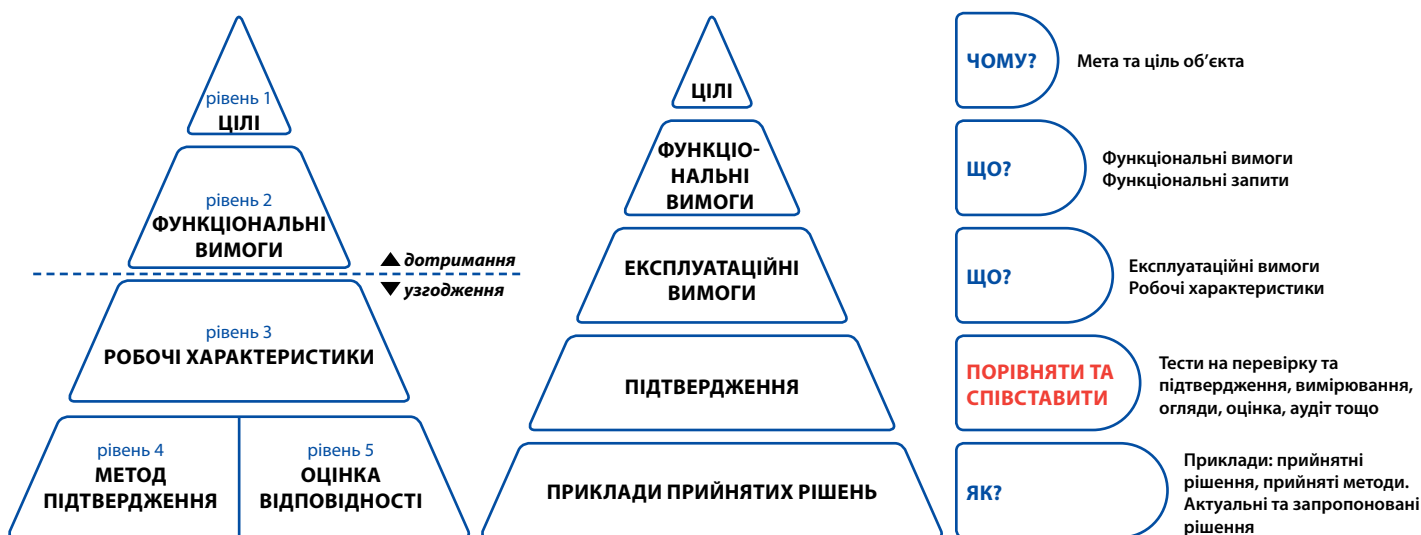 рівень 1
ЦІЛІ
рівень 2
ФУНКЦІОНАЛЬНІ
ВИМОГИ
▲ дотримання
▼ узгодження
рівень 3
РОБОЧІ ХАРАКТЕРИСТИКИ
рівень 4
МЕТОД
ПІДТВЕРДЖЕННЯ
рівень 5
ОЦІНКА
ВІДПОВІДНОСТІ
ЦІЛІ
ФУНКЦІО-
НАЛЬНІ
ВИМОГИ
ЕКСПЛУАТАЦІЙНІ
ВИМОГИ
ПІДТВЕРДЖЕННЯ
ПРИКЛАДИ ПРИЙНЯТИХ РІШЕНЬ
ЧОМУ?
Мета та ціль об’єкта
ЩО?
Функціональні вимоги
Функціональні запити
ЩО?
Експлуатаційні вимоги
Робочі характеристики
ПОРІВНЯТИ ТА
СПІВСТАВИТИ
Тести на перевірку та
підтвердження, вимірювання,
огляди, оцінка, аудіт тощо
ЯК?
Приклади: прийнятні
рішення, прийняті методи.
Актуальні та запропоновані
рішення